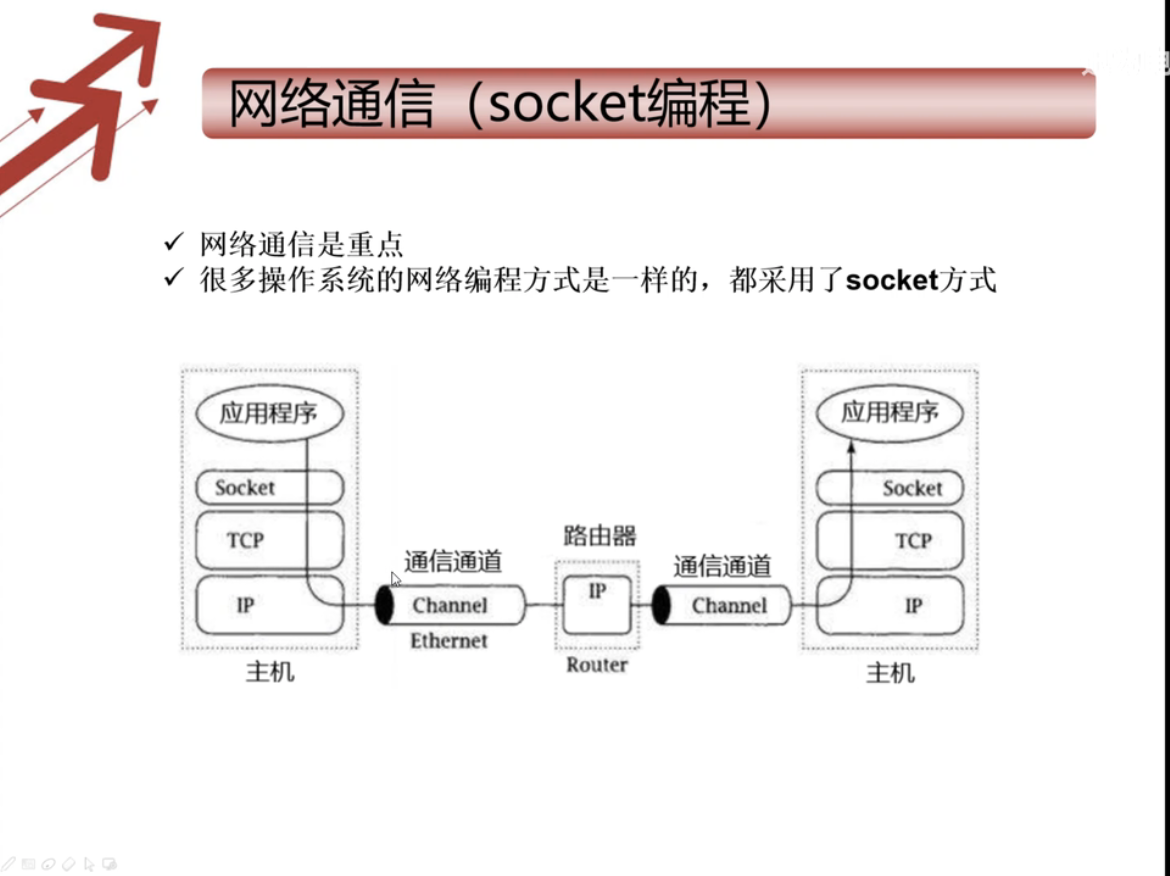 网络通信（socket编程）
网络通信是重点
很多操作系统的网络编程方式是一样的，都采用了socket方式
应用程序
Socket
TCP
IP
主机
通信通道
Channel
Ethernet
路由器
IP
Router
通信通道
Channel
应用程序
Socket
TCP
IP
主机